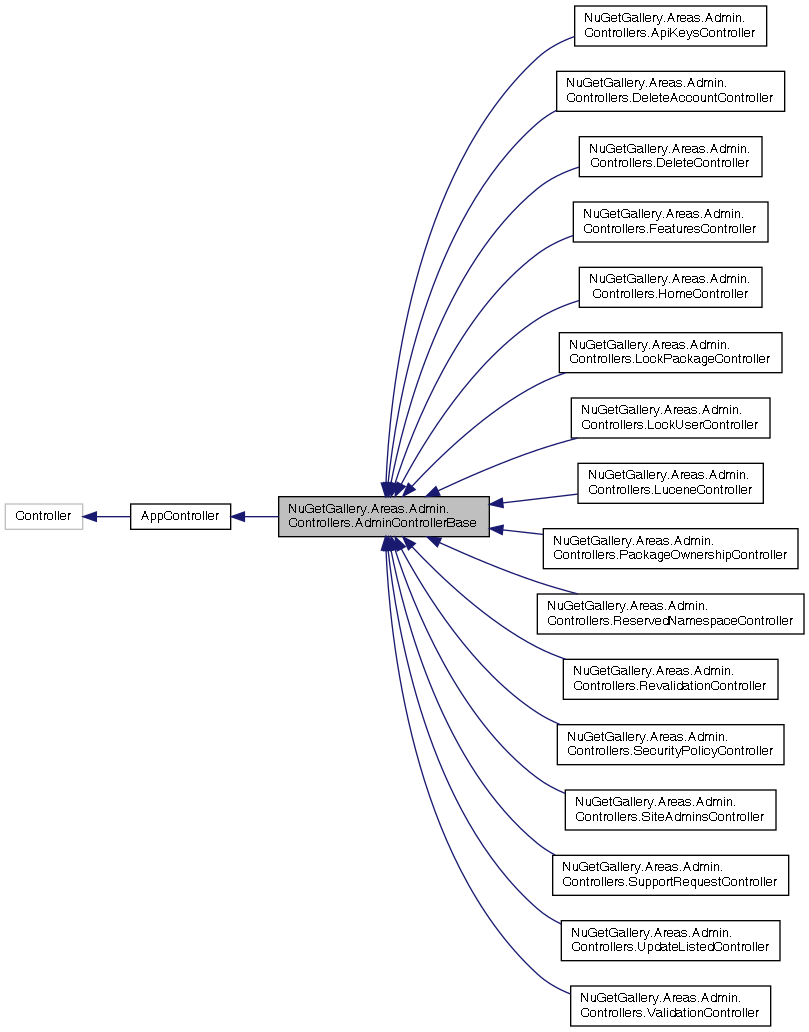 NuGetGallery.Areas.Admin.
Controllers.ApiKeysController
NuGetGallery.Areas.Admin.
Controllers.DeleteAccountController
NuGetGallery.Areas.Admin.
Controllers.DeleteController
NuGetGallery.Areas.Admin.
Controllers.FeaturesController
NuGetGallery.Areas.Admin.
Controllers.HomeController
NuGetGallery.Areas.Admin.
Controllers.LockPackageController
NuGetGallery.Areas.Admin.
Controllers.LockUserController
NuGetGallery.Areas.Admin.
Controllers.LuceneController
Controller
AppController
NuGetGallery.Areas.Admin.
Controllers.AdminControllerBase
NuGetGallery.Areas.Admin.
Controllers.PackageOwnershipController
NuGetGallery.Areas.Admin.
Controllers.ReservedNamespaceController
NuGetGallery.Areas.Admin.
Controllers.RevalidationController
NuGetGallery.Areas.Admin.
Controllers.SecurityPolicyController
NuGetGallery.Areas.Admin.
Controllers.SiteAdminsController
NuGetGallery.Areas.Admin.
Controllers.SupportRequestController
NuGetGallery.Areas.Admin.
Controllers.UpdateListedController
NuGetGallery.Areas.Admin.
Controllers.ValidationController